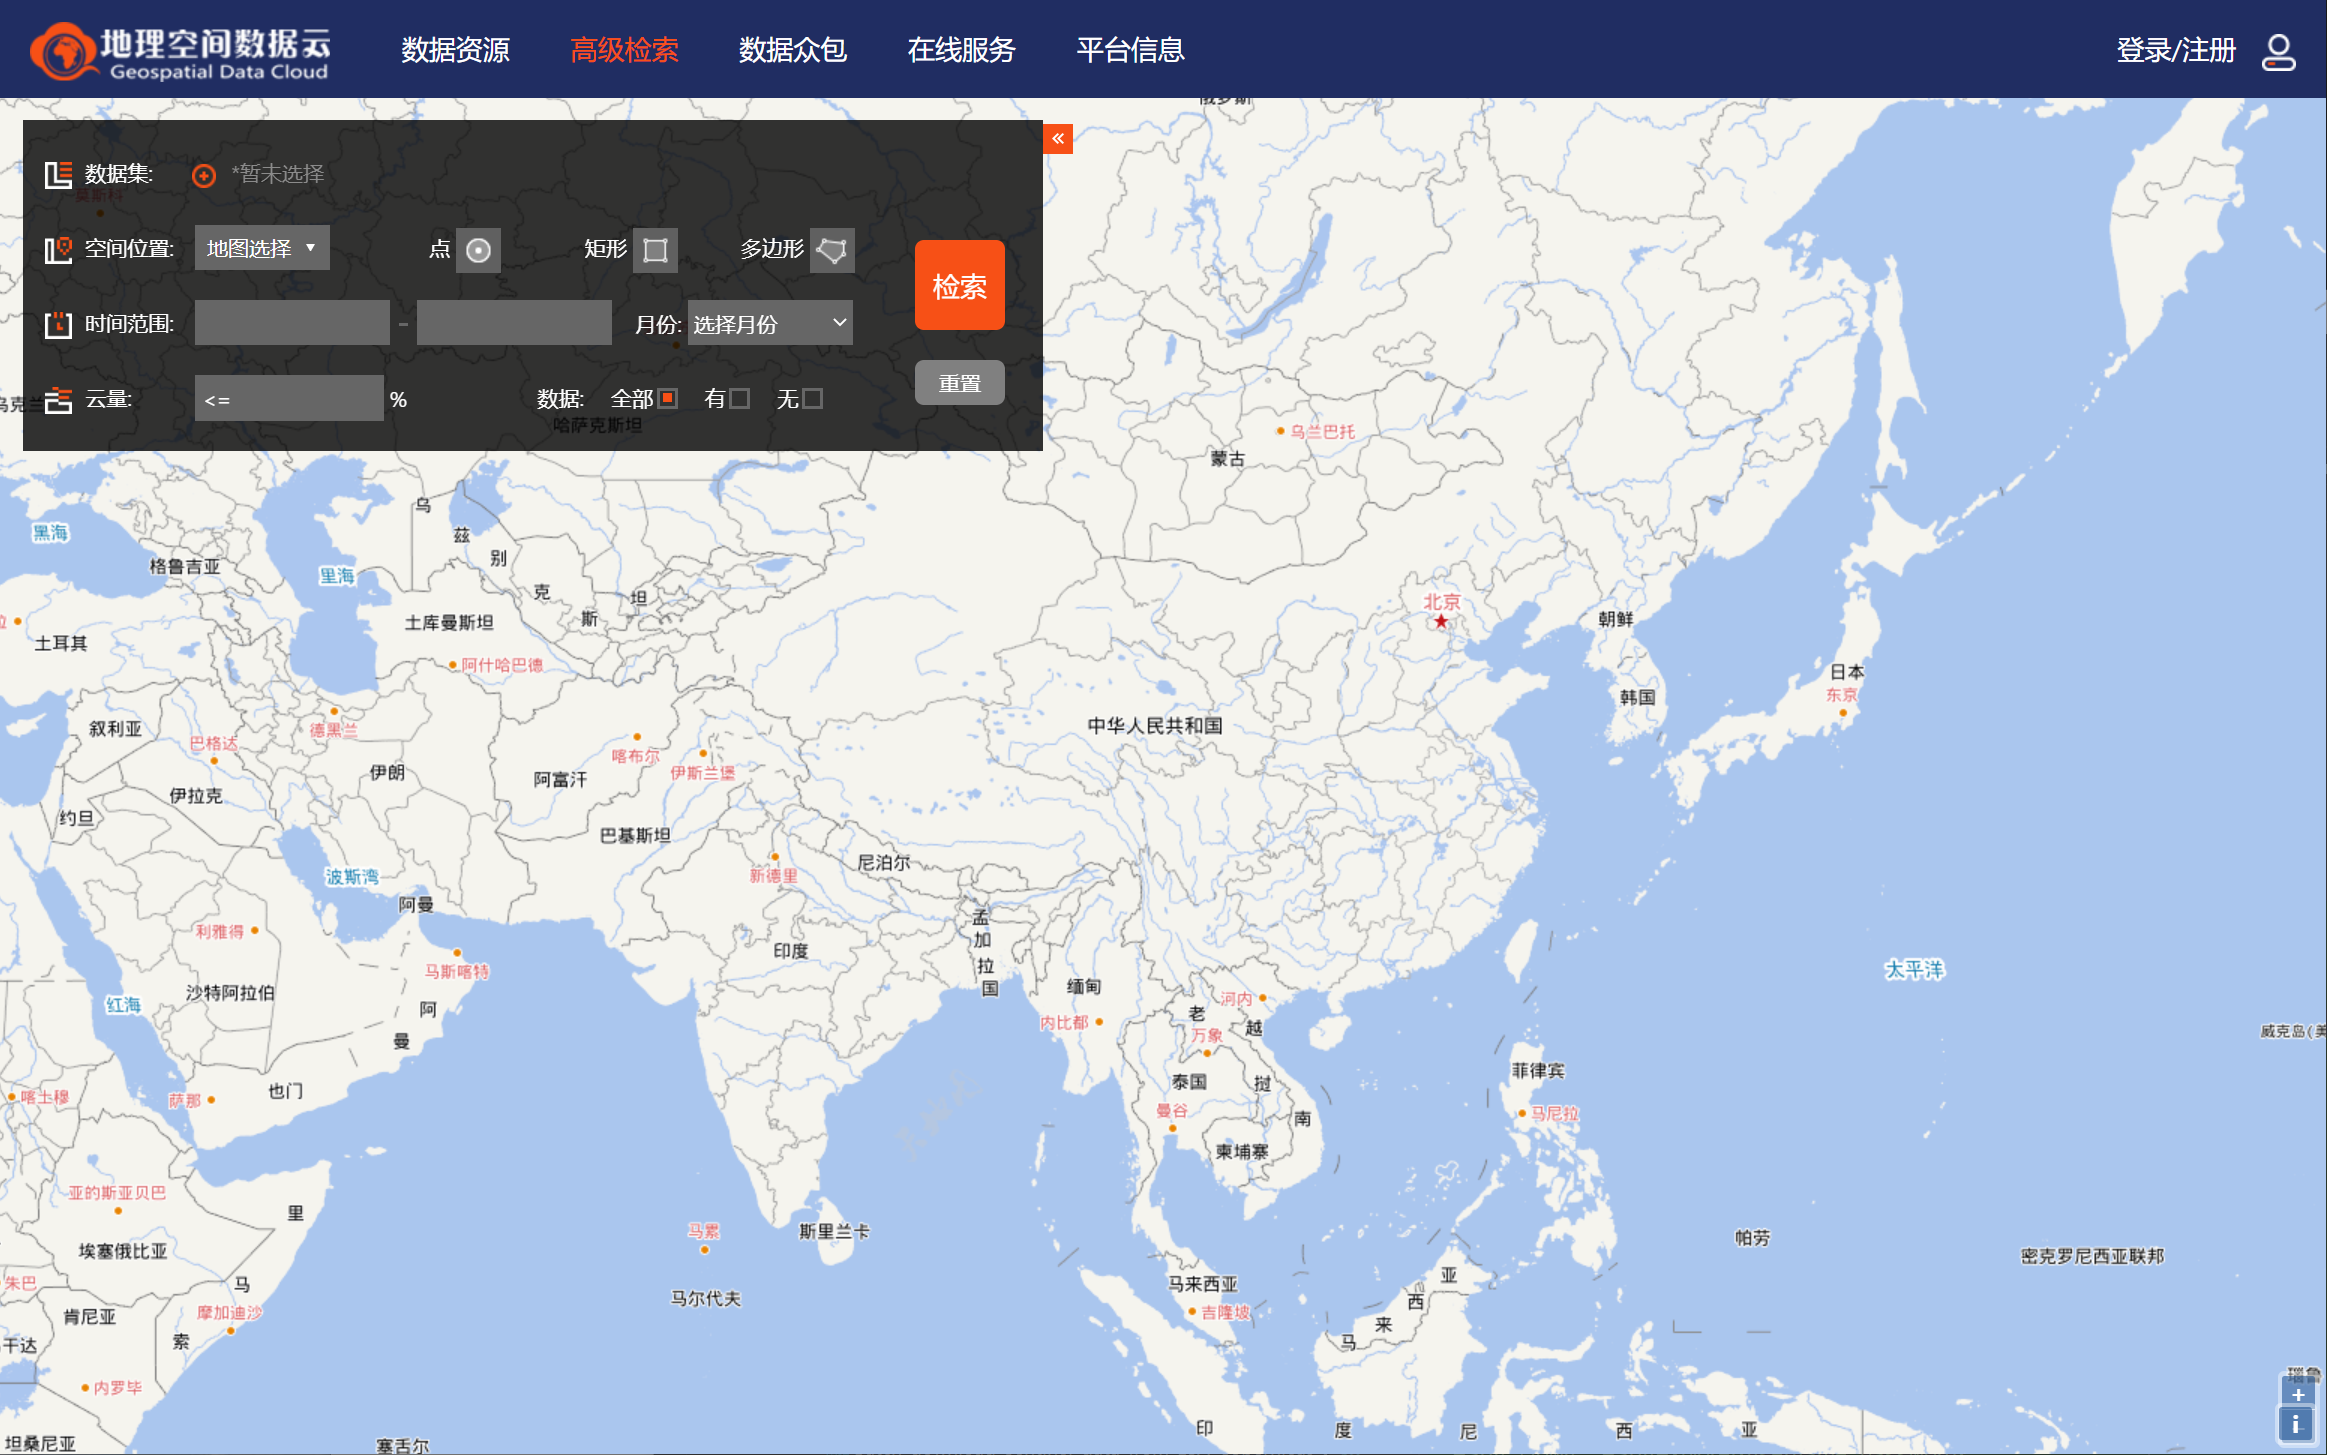 地理空间数据云
Geospatial Data Cloud
数据资源 高级检索 数据众包 在线服务 平台信息
登录/注册
俄罗斯
«
数据集: *暂未选择
莫斯科
空间位置: 地图选择 ▼ 点 矩形 多边形
检索
时间范围: - 月份: 选择月份
重置
云量: <= % 数据: 全部 有 无
乌克兰
哈萨克斯坦
乌兰巴托
蒙古
乌兹别克斯坦
黑海
格鲁吉亚
里海
北京
土库曼斯坦
朝鲜
土耳其
阿什哈巴德
日本
东京
韩国
叙利亚
德黑兰
中华人民共和国
巴格达
喀布尔
伊斯兰堡
伊朗
阿富汗
伊拉克
约旦
巴基斯坦
尼泊尔
新德里
波斯湾
阿曼
孟加拉国
利雅得
印度
马斯喀特
太平洋
沙特阿拉伯
缅甸
红海
河内
阿曼
老
内比都
万象
越
威克岛(美
菲律宾
泰国
挝
也门
喀土穆
萨那
曼谷
马尼拉
南
柬埔寨
亚的斯亚贝巴
里
马累
斯里兰卡
帕劳
埃塞俄比亚
密克罗尼西亚联邦
朱巴
马
马来西亚
亚
马尔代夫
西
摩加迪沙
吉隆坡
肯尼亚
来
索
马
干达
瑙鲁
内罗毕
+
i
印 度 尼 西 亚
坦桑尼亚
塞舌尔